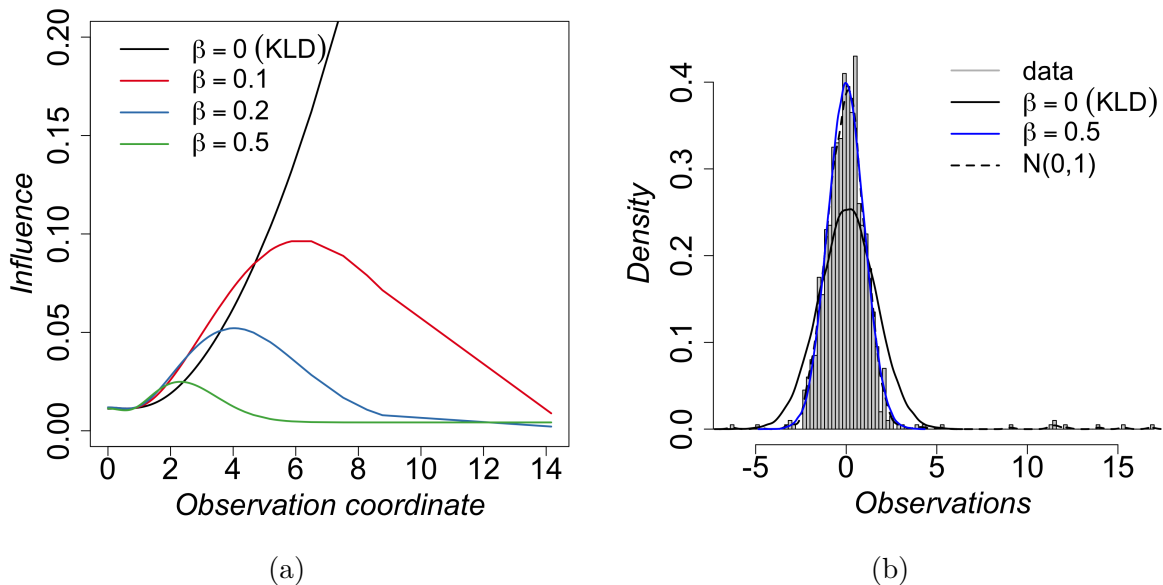 0.20
0.15
0.10
0.05
0.00
Influence
β = 0 (KLD)
β = 0.1
β = 0.2
β = 0.5
0 2 4 6 8 10 12 14
Observation coordinate
(a)
0.4
0.3
0.2
0.1
0.0
Density
data
β = 0 (KLD)
β = 0.5
N(0,1)
-5 0 5 10 15
Observations
(b)